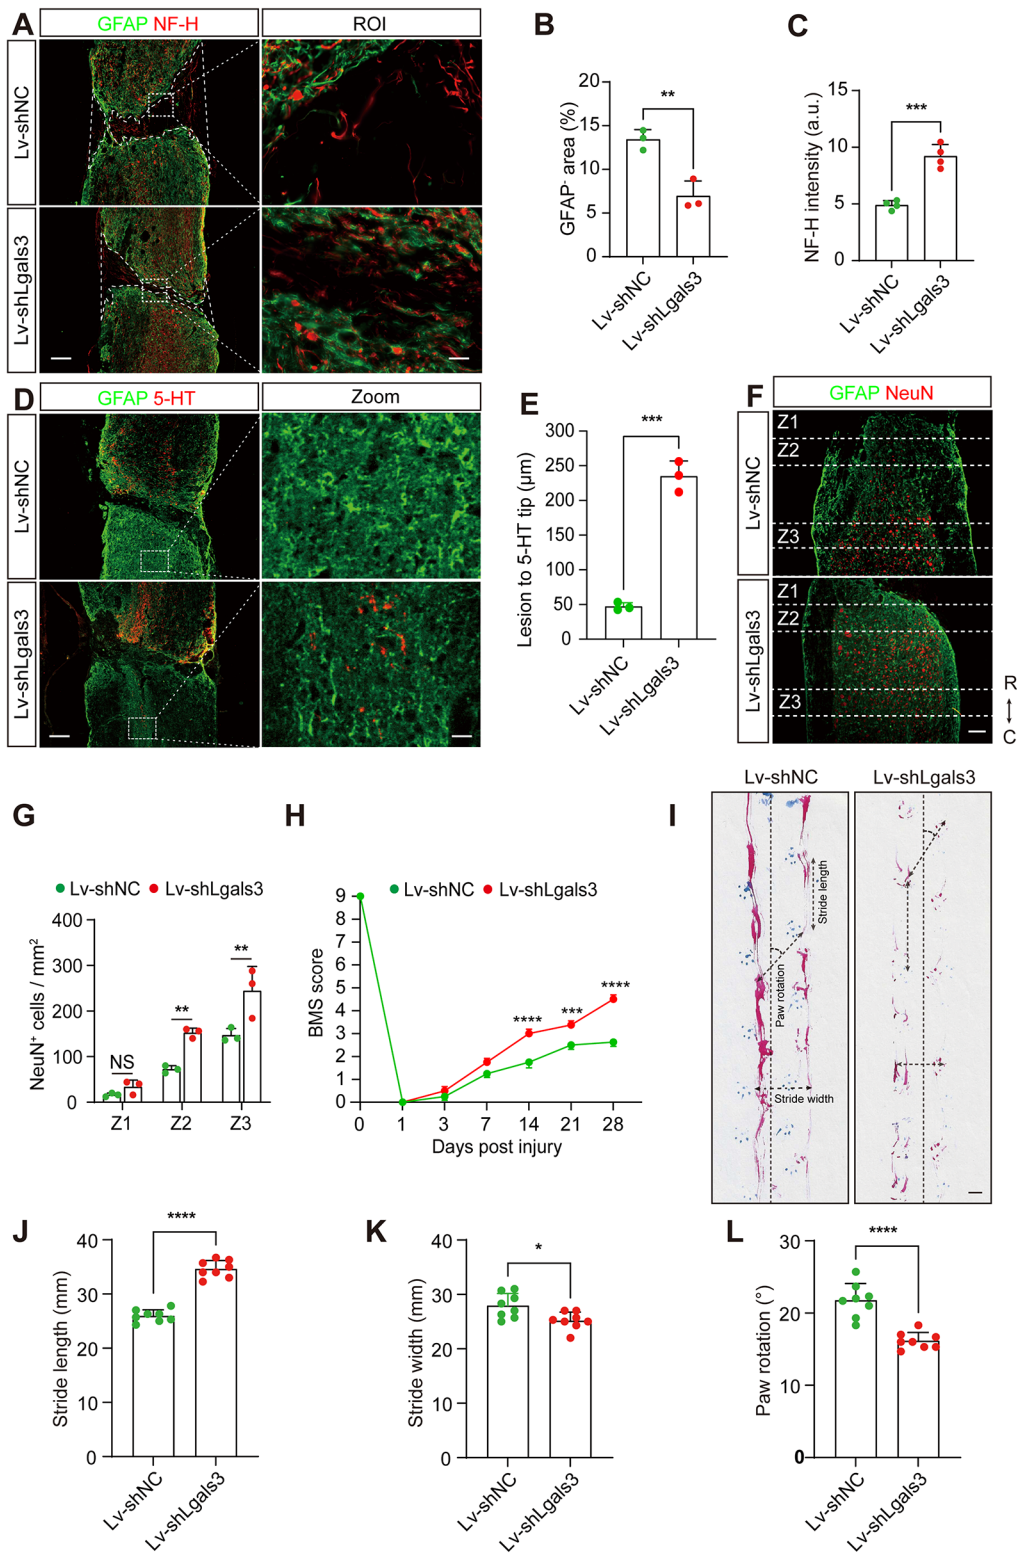 A
GFAP NF-H
ROI
Lv-shNC
Lv-shLgals3
B
GFAP- area (%)
20
15
10
5
0
**
Lv-shNC
Lv-shLgals3
C
NF-H intensity (a.u.)
15
10
5
0
***
Lv-shNC
Lv-shLgals3
D
GFAP 5-HT
Zoom
Lv-shNC
Lv-shLgals3
E
Lesion to 5-HT tip (µm)
300
250
200
150
100
50
0
***
Lv-shNC
Lv-shLgals3
F
GFAP NeuN
Lv-shNC
Z1
Z2
Z3
Lv-shLgals3
Z1
Z2
Z3
R
C
G
Lv-shNC Lv-shLgals3
NeuN+ cells / mm2
400
300
200
100
0
NS
**
**
Z1 Z2 Z3
H
Lv-shNC Lv-shLgals3
BMS score
9
8
7
6
5
4
3
2
1
0
****
***
****
0 1 3 7 14 21 28
Days post injury
I
Lv-shNC
Lv-shLgals3
Stride length
Paw rotation
Stride width
J
Stride length (mm)
40
30
20
10
0
****
Lv-shNC
Lv-shLgals3
K
Stride width (mm)
40
30
20
10
0
*
Lv-shNC
Lv-shLgals3
L
Paw rotation (°)
30
20
10
0
****
Lv-shNC
Lv-shLgals3